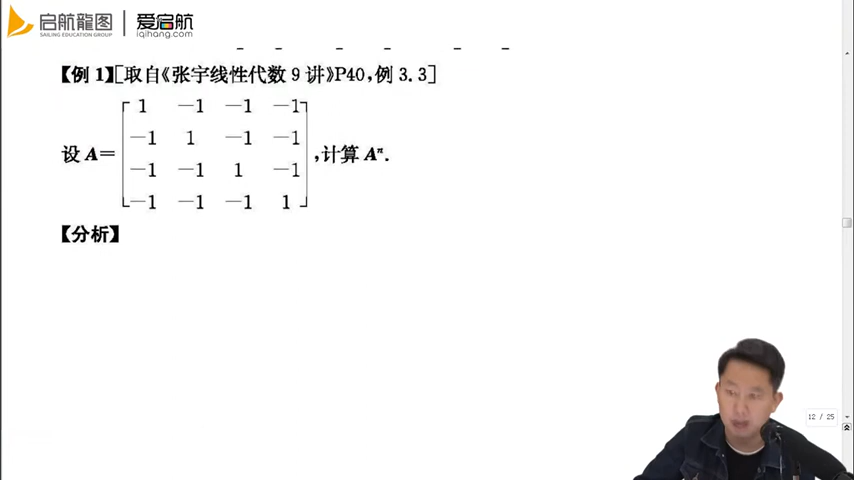 启航龍图 爱启航
SAILING EDUCATION GROUP iqihang.com
【例1】[取自《张宇线性代数9讲》P40,例3.3]
1 -1 -1 -1
-1 1 -1 -1
设 A= ,计算 Aⁿ.
-1 -1 1 -1
-1 -1 -1 1
【分析】
12 / 25